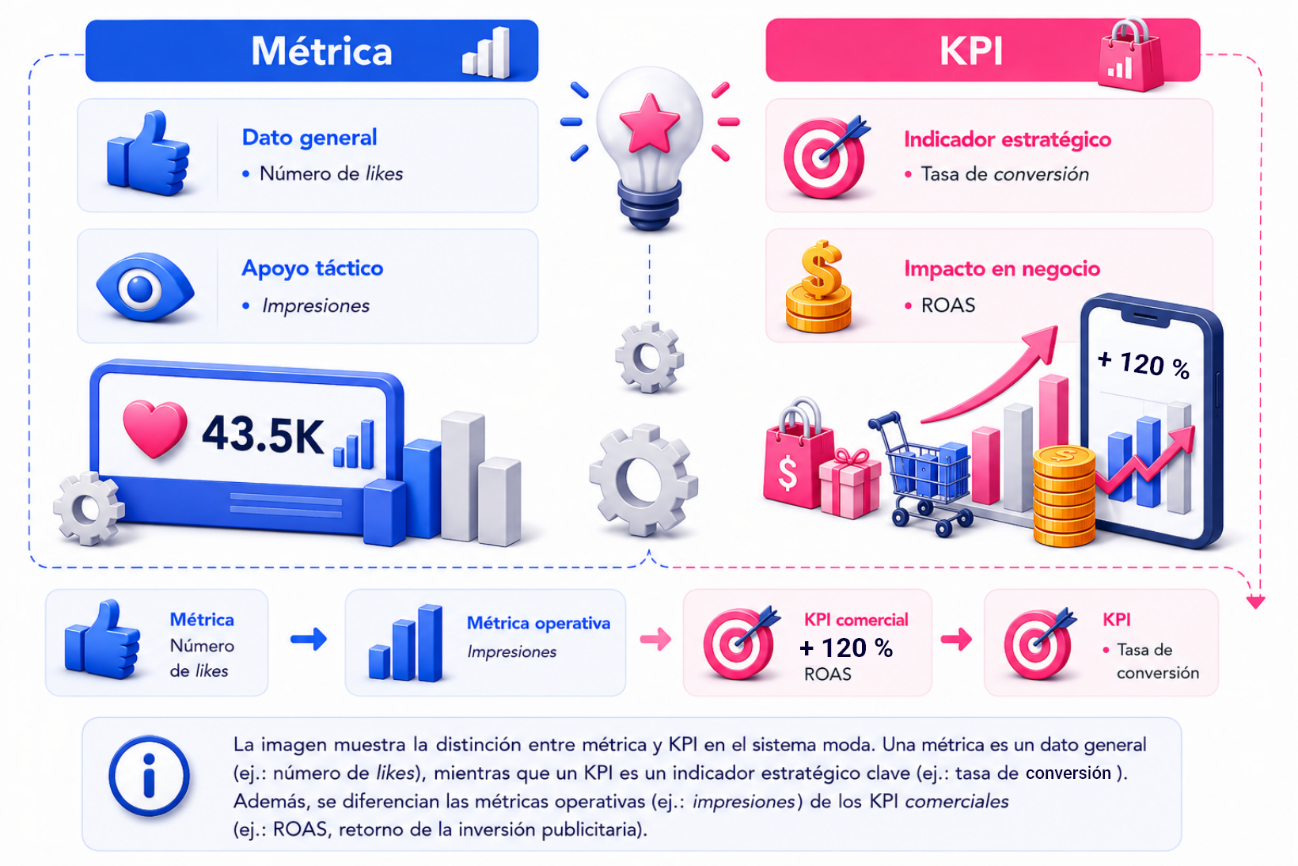 Métrica
KPI
Dato general
• Número de likes
Indicador estratégico
• Tasa de conversión
Apoyo táctico
• Impresiones
Impacto en negocio
• ROAS
43.5K
+ 120 %
$
Métrica
Número
de likes
Métrica operativa
Impresiones
KPI comercial
+ 120 %
ROAS
KPI
• Tasa de
conversión
La imagen muestra la distinción entre métrica y KPI en el sistema moda. Una métrica es un dato general
(ej.: número de likes), mientras que un KPI es un indicador estratégico clave (ej.: tasa de conversión ).
Además, se diferencian las métricas operativas (ej.: impresiones) de los KPI comerciales
(ej.: ROAS, retorno de la inversión publicitaria).